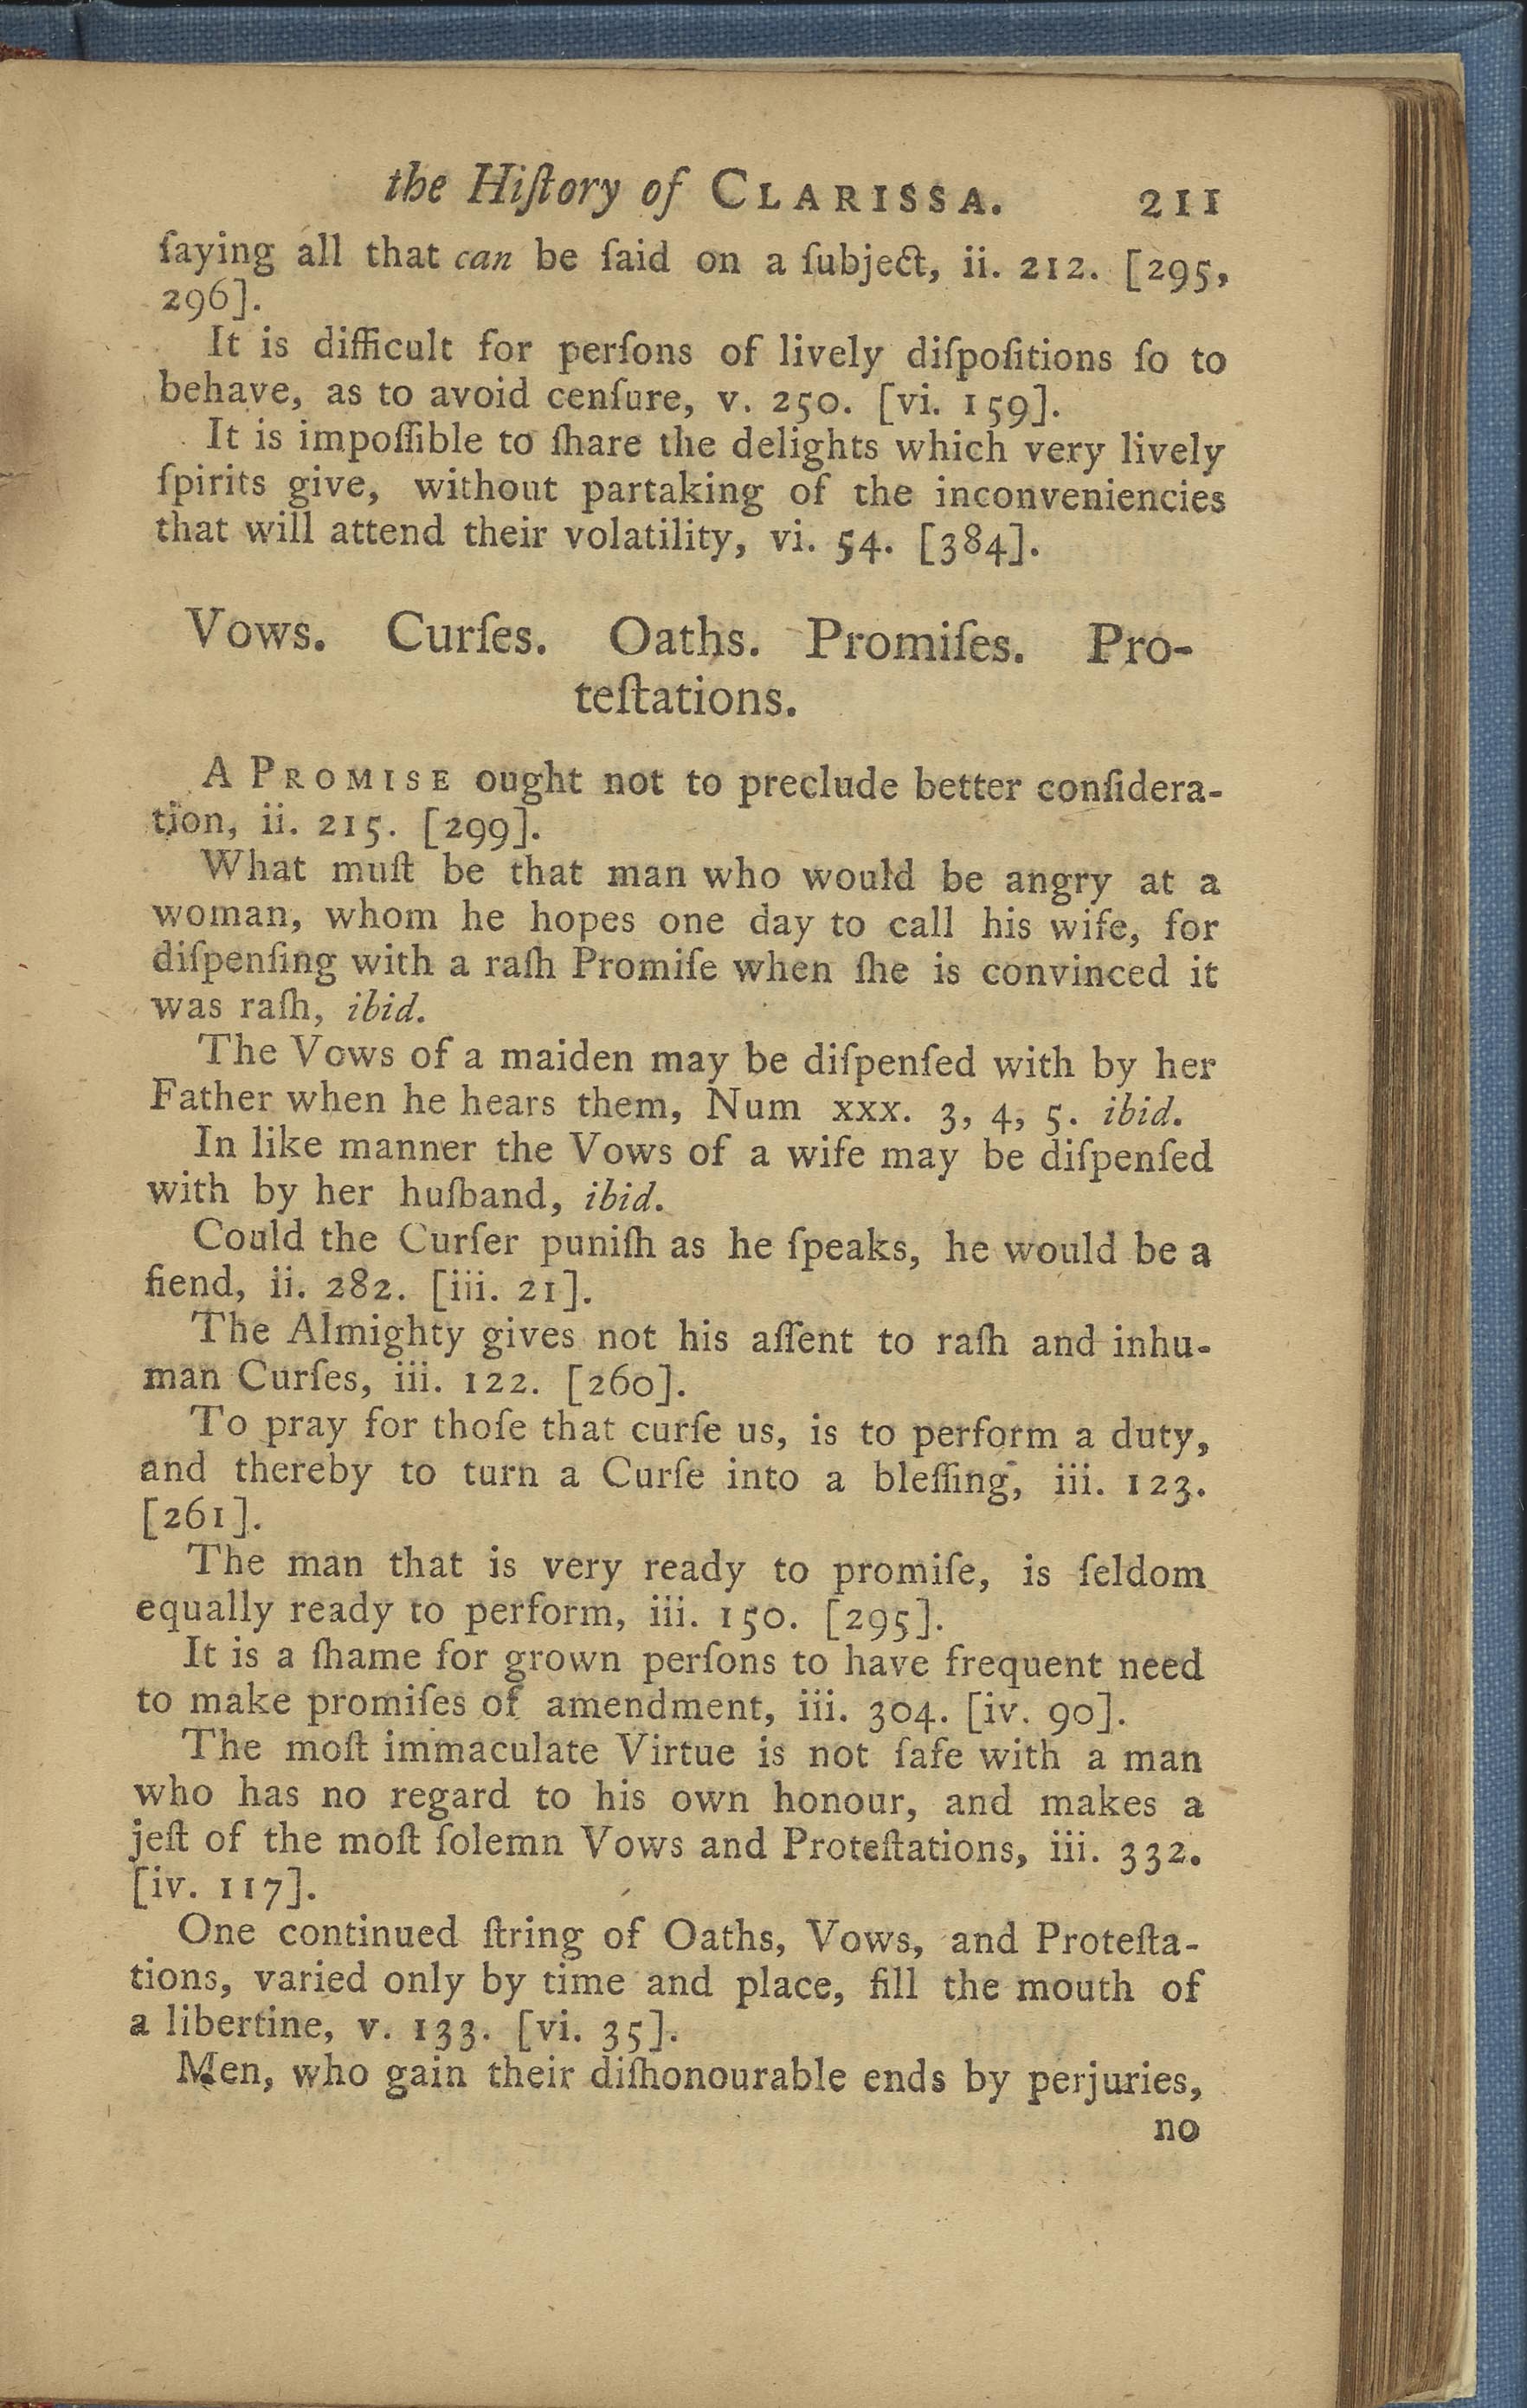 the Hiſtory of CLARISSA. 211
ſaying all that can be ſaid on a ſubject, ii. 212. [295,
296].
It is difficult for perſons of lively diſpoſitions ſo to
behave, as to avoid cenſure, v. 250. [vi. 159].
It is impoſſible to ſhare the delights which very lively
ſpirits give, without partaking of the inconveniencies
that will attend their volatility, vi. 54. [384].
Vows. Curſes. Oaths. Promiſes. Pro-
teſtations.
A PROMISE ought not to preclude better conſidera-
tion, ii. 215. [299].
What muſt be that man who would be angry at a
woman, whom he hopes one day to call his wife, for
diſpenſing with a raſh Promiſe when ſhe is convinced it
was raſh, ibid.
The Vows of a maiden may be diſpenſed with by her
Father when he hears them, Num xxx. 3, 4, 5. ibid.
In like manner the Vows of a wife may be diſpenſed
with by her huſband, ibid.
Could the Curſer puniſh as he ſpeaks, he would be a
fiend, ii. 282. [iii. 21].
The Almighty gives not his aſſent to raſh and inhu-
man Curſes, iii. 122. [260].
To pray for thoſe that curſe us, is to perform a duty,
and thereby to turn a Curſe into a bleſſing, iii. 123.
[261].
The man that is very ready to promiſe, is ſeldom
equally ready to perform, iii. 150. [295].
It is a ſhame for grown perſons to have frequent need
to make promiſes of amendment, iii. 304. [iv. 90].
The moſt immaculate Virtue is not ſafe with a man
who has no regard to his own honour, and makes a
jeſt of the moſt ſolemn Vows and Proteſtations, iii. 332.
[iv. 117].
One continued ſtring of Oaths, Vows, and Proteſta-
tions, varied only by time and place, fill the mouth of
a libertine, v. 133. [vi. 35].
Men, who gain their diſhonourable ends by perjuries,
no